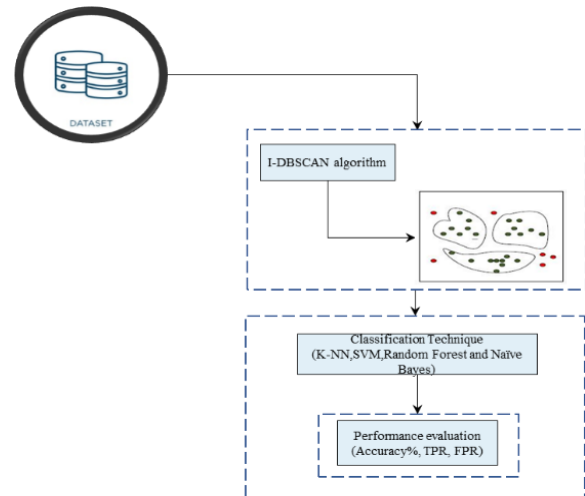 DATASET
I-DBSCAN algorithm
Classification Technique
(K-NN,SVM,Random Forest and Naïve
Bayes)
Performance evaluation
(Accuracy%, TPR, FPR)